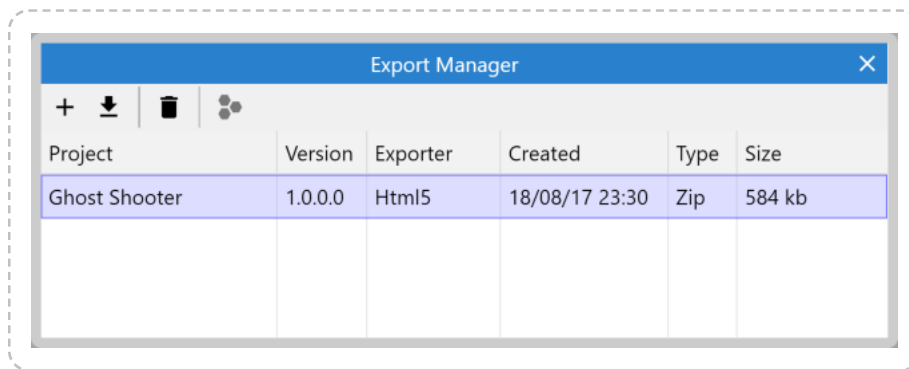 Export Manager
Project Version Exporter Created Type Size
Ghost Shooter 1.0.0.0 Html5 18/08/17 23:30 Zip 584 kb